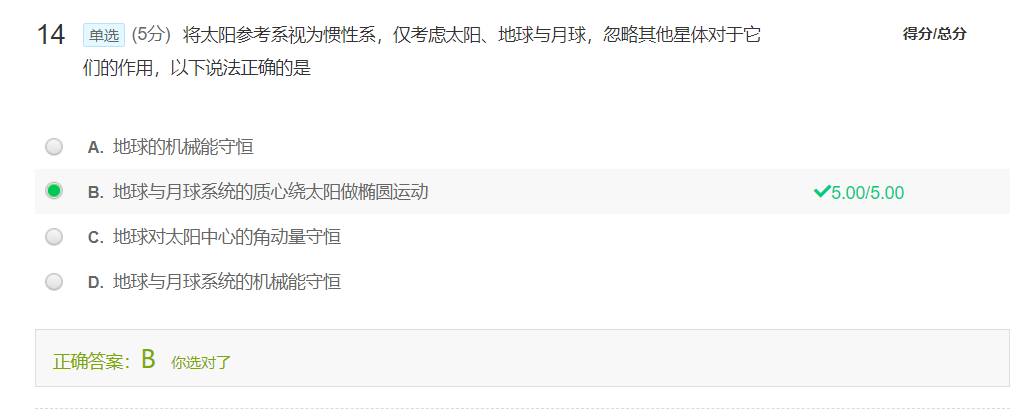 14 单选 (5分) 将太阳参考系视为惯性系，仅考虑太阳、地球与月球，忽略其他星体对于它 得分/总分
们的作用，以下说法正确的是
A. 地球的机械能守恒
B. 地球与月球系统的质心绕太阳做椭圆运动 5.00/5.00
C. 地球对太阳中心的角动量守恒
D. 地球与月球系统的机械能守恒
正确答案：B 你选对了